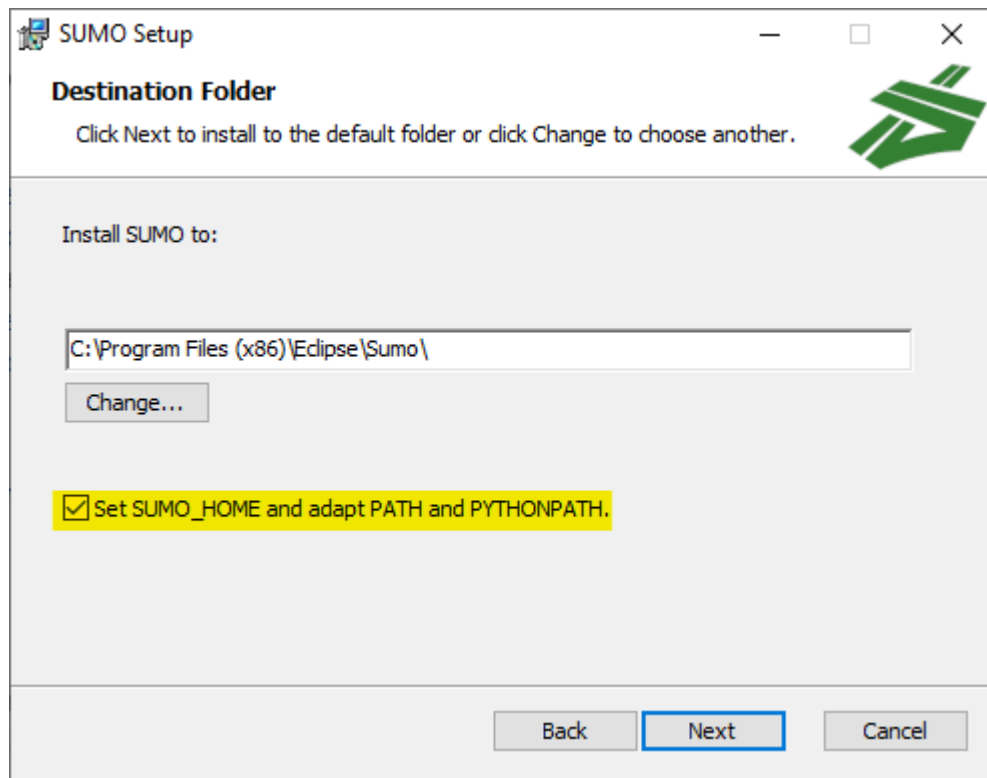 SUMO Setup
Destination Folder
Click Next to install to the default folder or click Change to choose another.
Install SUMO to:
C:\Program Files (x86)\Eclipse\Sumo\
Change...
Set SUMO_HOME and adapt PATH and PYTHONPATH.
Back Next Cancel